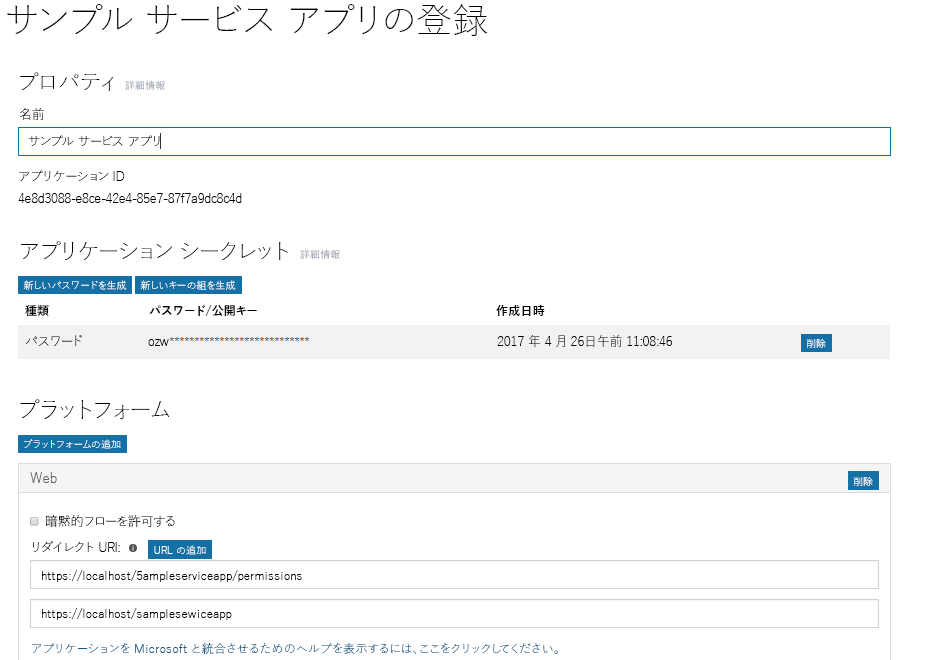 サンプル サービス アプリの登録
プロパティ 詳細情報
名前
サンプル サービス アプリ
アプリケーション ID
4e8d3088-e8ce-42e4-85e7-87f7a9dc8c4d
アプリケーション シークレット 詳細情報
新しいパスワードを生成 新しいキーの組を生成
種類 パスワード/公開キー 作成日時
パスワード ozw**************************** 2017 年 4 月 26日午前 11:08:46 削除
プラットフォーム
プラットフォームの追加
Web 削除
暗黙的フローを許可する
リダイレクト URI: URL の追加
https://localhost/5ampleserviceapp/permissions
https://localhost/samplesewiceapp
アプリケーションを Microsoft と統合させるためのヘルプを表示するには、ここをクリックしてください。